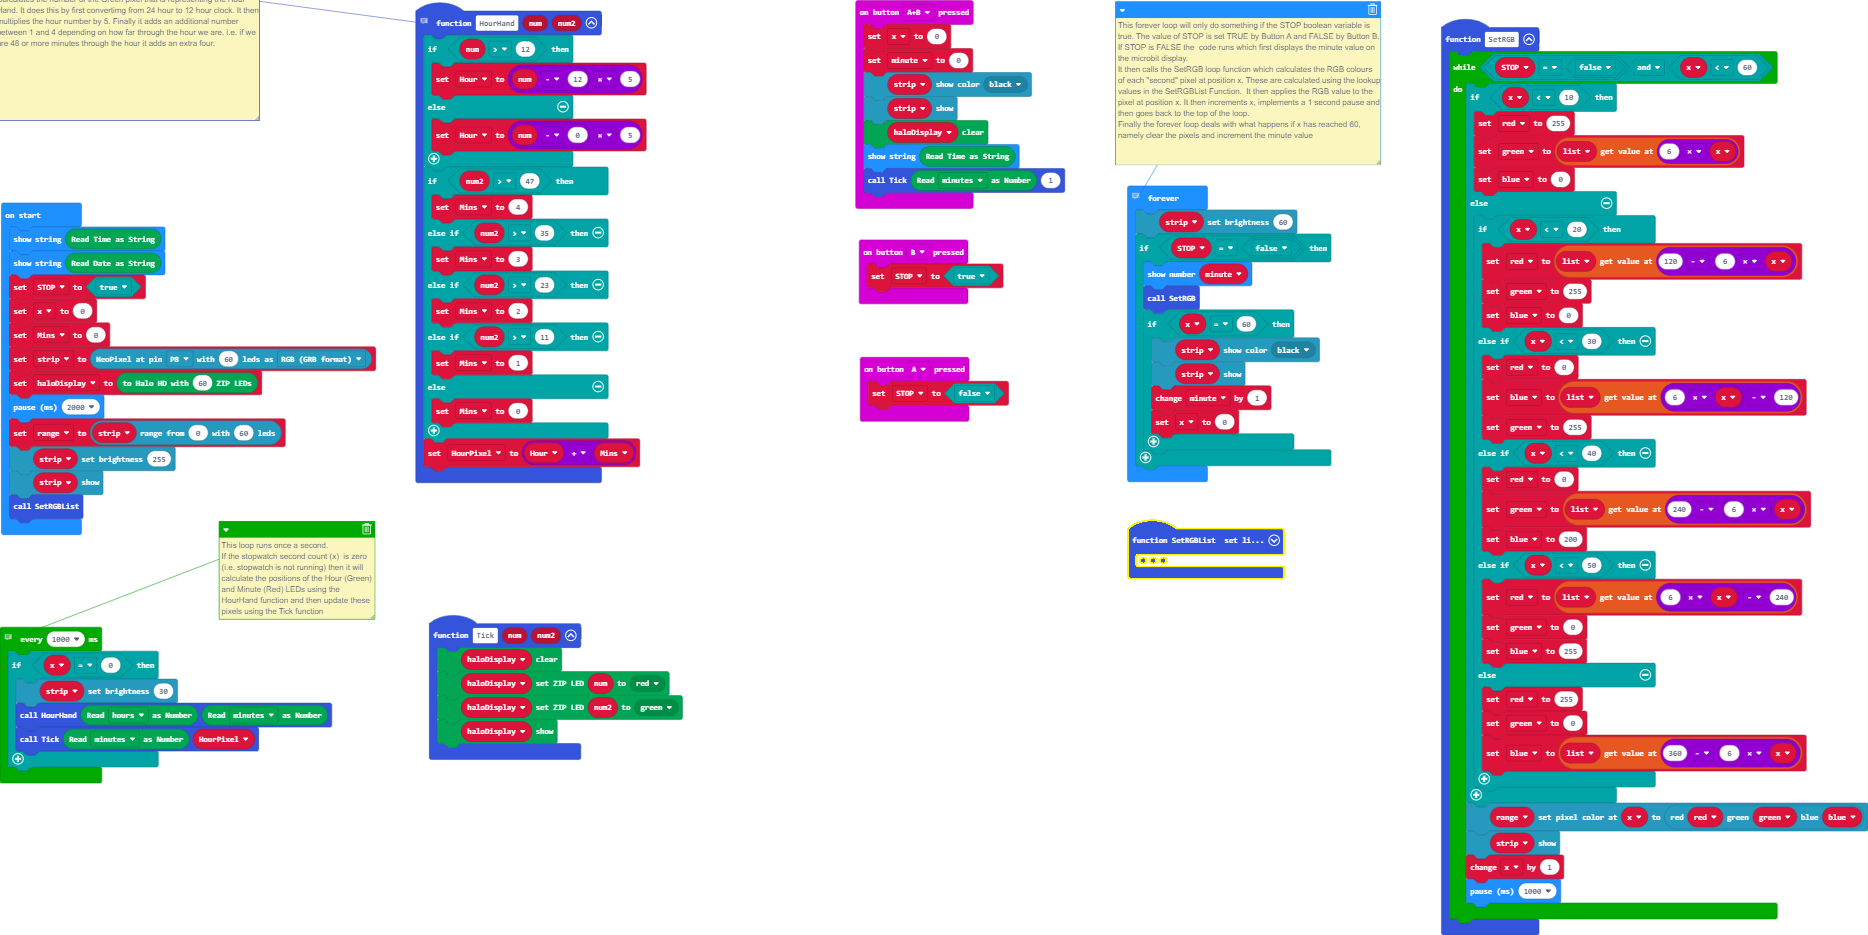 and. It does this by first converting from 24 hour to 12 hour clock. It then
ultiplies the hour number by 5. Finally it adds an additional number
etween 1 and 4 depending on how far through the hour we are. i.e. if we
re 48 or more minutes through the hour it adds an extra four.
on start
show string Read Time as String
show string Read Date as String
set STOP to true
set x to 0
set Mins to 0
set strip to NeoPixel at pin P8 with 60 leds as RGB (GRB format)
set haloDisplay to to Halo HD with 60 ZIP LEDs
pause (ms) 2000
set range to strip range from 0 with 60 leds
strip set brightness 255
strip show
call SetRGBList
This loop runs once a second.
If the stopwatch second count (x) is zero
(i.e. stopwatch is not running) then it will
calculate the positions of the Hour (Green)
and Minute (Red) LEDs using the
HourHand function and then update these
pixels using the Tick function
every 1000 ms
if x = 0 then
strip set brightness 30
call HourHand Read hours as Number Read minutes as Number
call Tick Read minutes as Number HourPixel
function HourHand num num2
if num > 12 then
set Hour to num - 12 × 5
else
set Hour to num - 0 × 5
if num2 > 47 then
set Mins to 4
else if num2 > 35 then
set Mins to 3
else if num2 > 23 then
set Mins to 2
else if num2 > 11 then
set Mins to 1
else
set Mins to 0
set HourPixel to Hour + Mins
function Tick num num2
haloDisplay clear
haloDisplay set ZIP LED num to red
haloDisplay set ZIP LED num2 to green
haloDisplay show
on button A+B pressed
set x to 0
set minute to 0
strip show color black
strip show
haloDisplay clear
show string Read Time as String
call Tick Read minutes as Number 1
on button B pressed
set STOP to true
on button A pressed
set STOP to false
This forever loop will only do something if the STOP boolean variable is
true. The value of STOP is set TRUE by Button A and FALSE by Button B.
If STOP is FALSE the code runs which first displays the minute value on
the microbit display.
It then calls the SetRGB loop function which calculates the RGB colours
of each "second" pixel at position x. These are calculated using the lookup
values in the SetRGBList Function. It then applies the RGB value to the
pixel at position x. It then increments x, implements a 1 second pause and
then goes back to the top of the loop.
Finally the forever loop deals with what happens if x has reached 60,
namely clear the pixels and increment the minute value
forever
strip set brightness 60
if STOP = false then
show number minute
call SetRGB
if x = 60 then
strip show color black
strip show
change minute by 1
set x to 0
function SetRGBList set li...
function SetRGB
while STOP = false and x < 60
do
if x < 10 then
set red to 255
set green to list get value at 6 × x
set blue to 0
else
if x < 20 then
set red to list get value at 120 - 6 × x
set green to 255
set blue to 0
else if x < 30 then
set red to 0
set blue to list get value at 6 × x - 120
set green to 255
else if x < 40 then
set red to 0
set green to list get value at 240 - 6 × x
set blue to 200
else if x < 50 then
set red to list get value at 6 × x - 240
set green to 0
set blue to 255
else
set red to 255
set green to 0
set blue to list get value at 360 - 6 × x
range set pixel color at x to red red green green blue blue
strip show
change x by 1
pause (ms) 1000